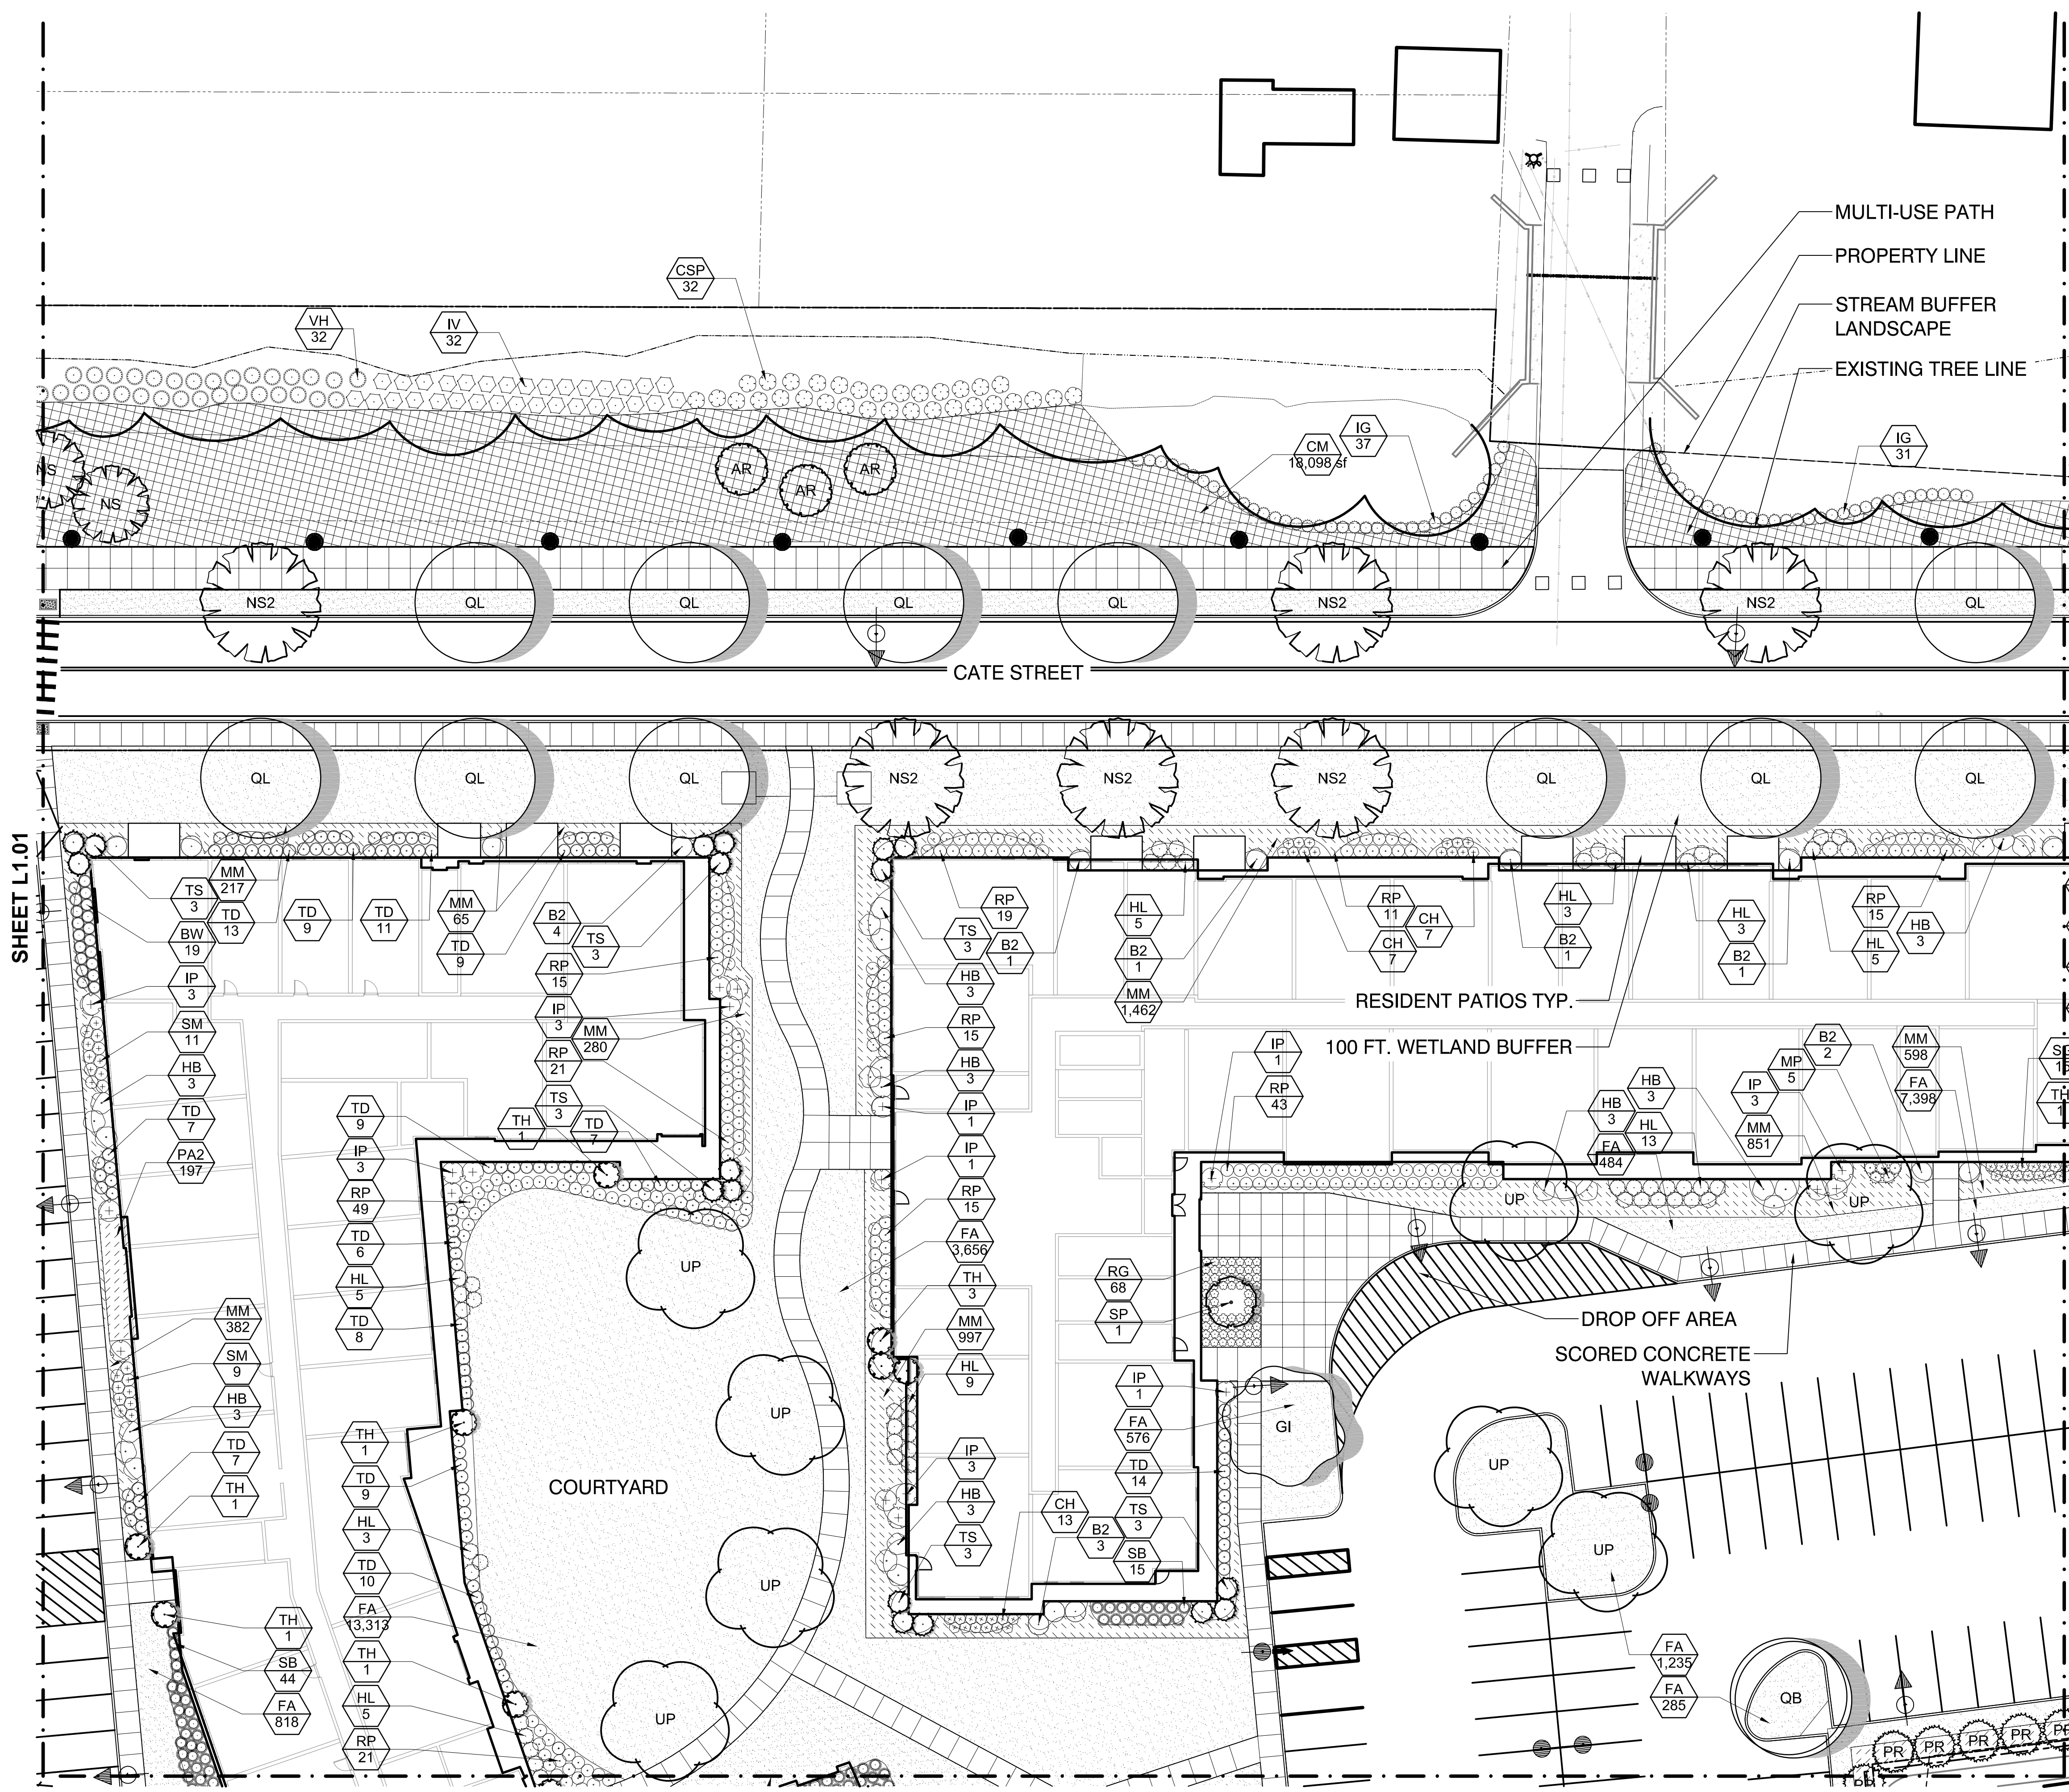 MULTI-USE PATH
PROPERTY LINE
STREAM BUFFER
LANDSCAPE
EXISTING TREE LINE
CSP
32
VH
32
IV
32
IG
37
CM
18,098 sf
IG
31
NS
NS
AR
AR
AR
NS2
QL
QL
QL
QL
NS2
NS2
QL
CATE STREET
QL
QL
QL
NS2
NS2
NS2
QL
QL
QL
SHEET L1.01
MM
217
TS
3
TD
13
BW
19
IP
3
SM
11
HB
3
TD
7
PA2
197
TD
9
TD
11
MM
65
TD
9
B2
4
TS
3
RP
15
IP
3
MM
280
RP
21
TS
3
TH
1
TD
7
TD
9
IP
3
RP
49
TD
6
HL
5
TD
8
MM
382
SM
9
HB
3
TD
7
TH
1
TH
1
TD
9
HL
3
TD
10
FA
13,313
TH
1
HL
5
RP
21
TH
1
SB
44
FA
818
COURTYARD
UP
UP
UP
UP
RP
19
TS
3
B2
1
HB
3
RP
15
HB
3
IP
1
IP
1
RP
15
FA
3,656
TH
3
MM
997
HL
9
IP
3
HB
3
TS
3
HL
5
B2
1
MM
1,462
RP
11
CH
7
CH
7
HL
3
B2
1
HL
3
B2
1
RP
15
HB
3
HL
5
RESIDENT PATIOS TYP.
100 FT. WETLAND BUFFER
IP
1
RP
43
HB
3
HB
3
HL
13
FA
484
B2
2
MP
5
IP
3
MM
851
MM
598
FA
7,398
TH
1
UP
UP
RG
68
SP
1
DROP OFF AREA
SCORED CONCRETE
WALKWAYS
IP
1
FA
576
TD
14
TS
3
SB
15
CH
13
B2
3
GI
UP
UP
FA
1,235
FA
285
QB
PR
PR
PR
PR